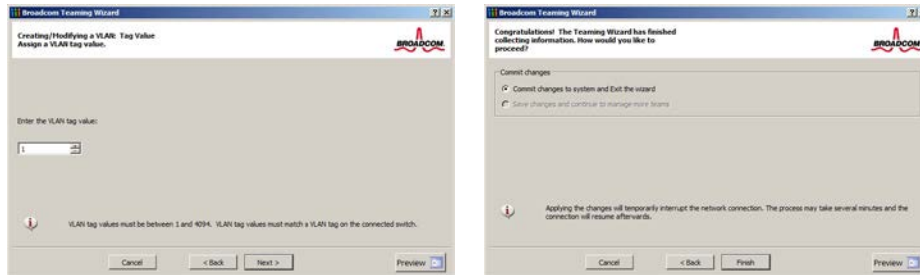 Broadcom Teaming Wizard
Creating/Modifying a VLAN: Tag Value
Assign a VLAN tag value.
BROADCOM.
Enter the VLAN tag value:
1
VLAN tag values must be between 1 and 4094. VLAN tag values must match a VLAN tag on the connected switch.
Cancel
< Back
Next >
Preview
Broadcom Teaming Wizard
Congratulations! The Teaming Wizard has finished
collecting information. How would you like to
proceed?
BROADCOM
Commit changes
Commit changes to system and Exit the wizard
Save changes and continue to manage more teams
Applying the changes will temporarily interrupt the network connection. The process may take several minutes and the
connection will resume afterwards.
Cancel
< Back
Finish
Preview